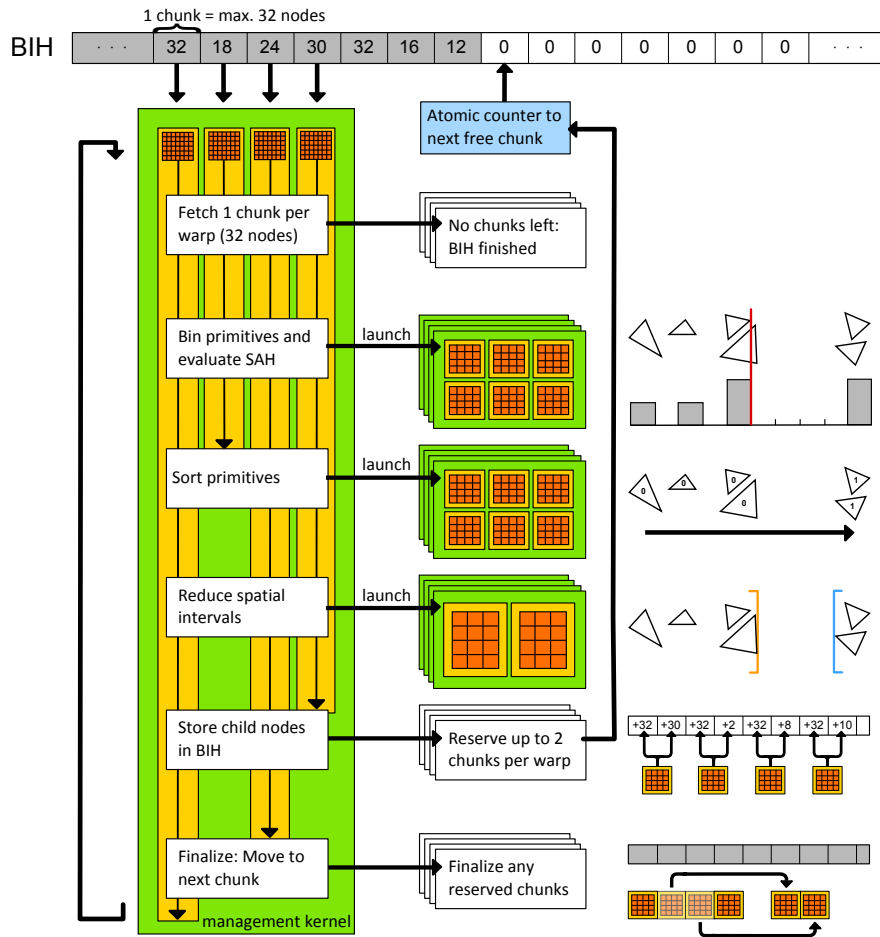 1 chunk = max. 32 nodes
BIH
· · · 32 18 24 30 32 16 12 0 0 0 0 0 0 0 · · ·
Atomic counter to
next free chunk
Fetch 1 chunk per
warp (32 nodes)
No chunks left:
BIH finished
Bin primitives and
evaluate SAH
launch
Sort primitives
launch
0 0 0 0 1 1
Reduce spatial
intervals
launch
Store child nodes
in BIH
Reserve up to 2
chunks per warp
+32 +30 +32 +2 +32 +8 +32 +10
Finalize: Move to
next chunk
Finalize any
reserved chunks
management kernel